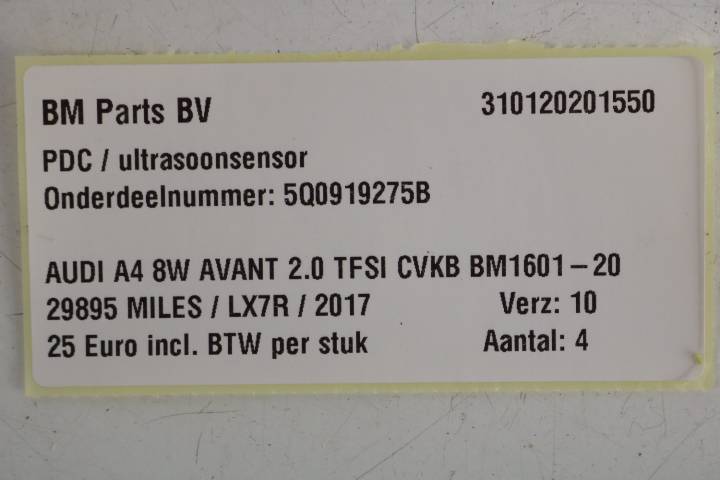 BM Parts BV 310120201550
PDC / ultrasoonsensor
Onderdeelnummer: 5Q0919275B
AUDI A4 8W AVANT 2.0 TFSI CVKB BM1601-20
29895 MILES / LX7R / 2017 Verz: 10
25 Euro incl. BTW per stuk Aantal: 4